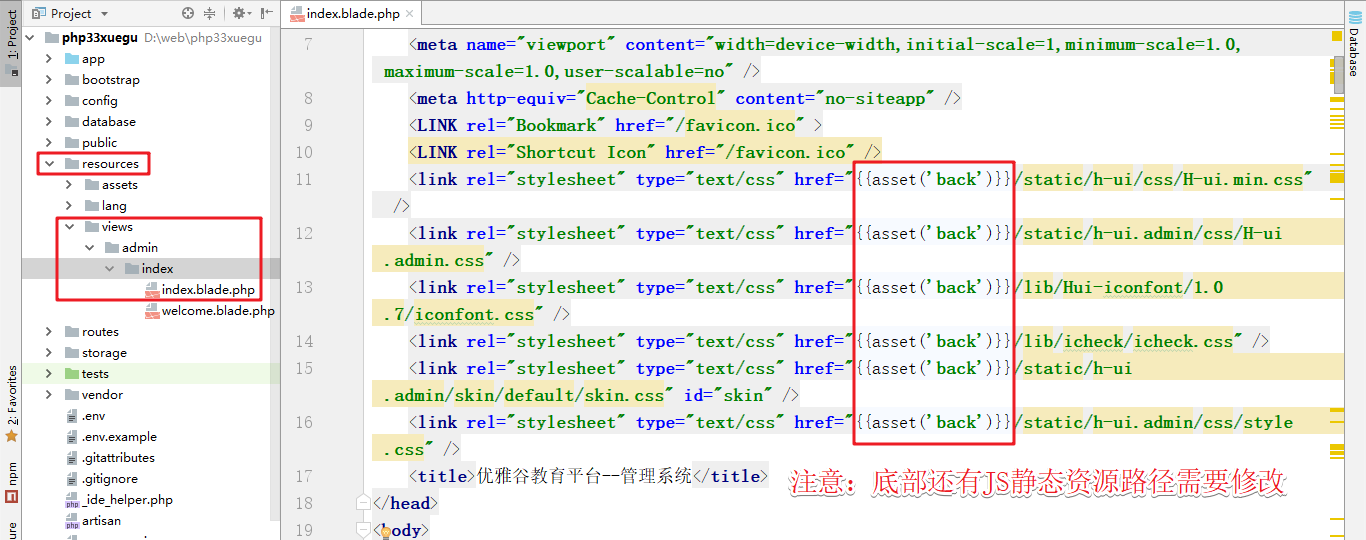 Project
index.blade.php
1: Project
php33xuegu D:\web\php33xuegu
app
bootstrap
config
database
public
resources
assets
lang
views
admin
index
index.blade.php
welcome.blade.php
routes
storage
tests
vendor
.env
.env.example
.gitattributes
.gitignore
_ide_helper.php
artisan
2: Favorites
npm
7 <meta name="viewport" content="width=device-width,initial-scale=1,minimum-scale=1.0,
maximum-scale=1.0,user-scalable=no" />
8 <meta http-equiv="Cache-Control" content="no-siteapp" />
9 <LINK rel="Bookmark" href="/favicon.ico" >
10 <LINK rel="Shortcut Icon" href="/favicon.ico" />
11 <link rel="stylesheet" type="text/css" href="{{asset('back')}}/static/h-ui/css/H-ui.min.css"
/>
12 <link rel="stylesheet" type="text/css" href="{{asset('back')}}/static/h-ui.admin/css/H-ui
.admin.css" />
13 <link rel="stylesheet" type="text/css" href="{{asset('back')}}/lib/Hui-iconfont/1.0
.7/iconfont.css" />
14 <link rel="stylesheet" type="text/css" href="{{asset('back')}}/lib/icheck/icheck.css" />
15 <link rel="stylesheet" type="text/css" href="{{asset('back')}}/static/h-ui
.admin/skin/default/skin.css" id="skin" />
16 <link rel="stylesheet" type="text/css" href="{{asset('back')}}/static/h-ui.admin/css/style
.css" />
17 <title>优雅谷教育平台--管理系统</title>
注意：底部还有JS静态资源路径需要修改
18 </head>
19 <body>
Database